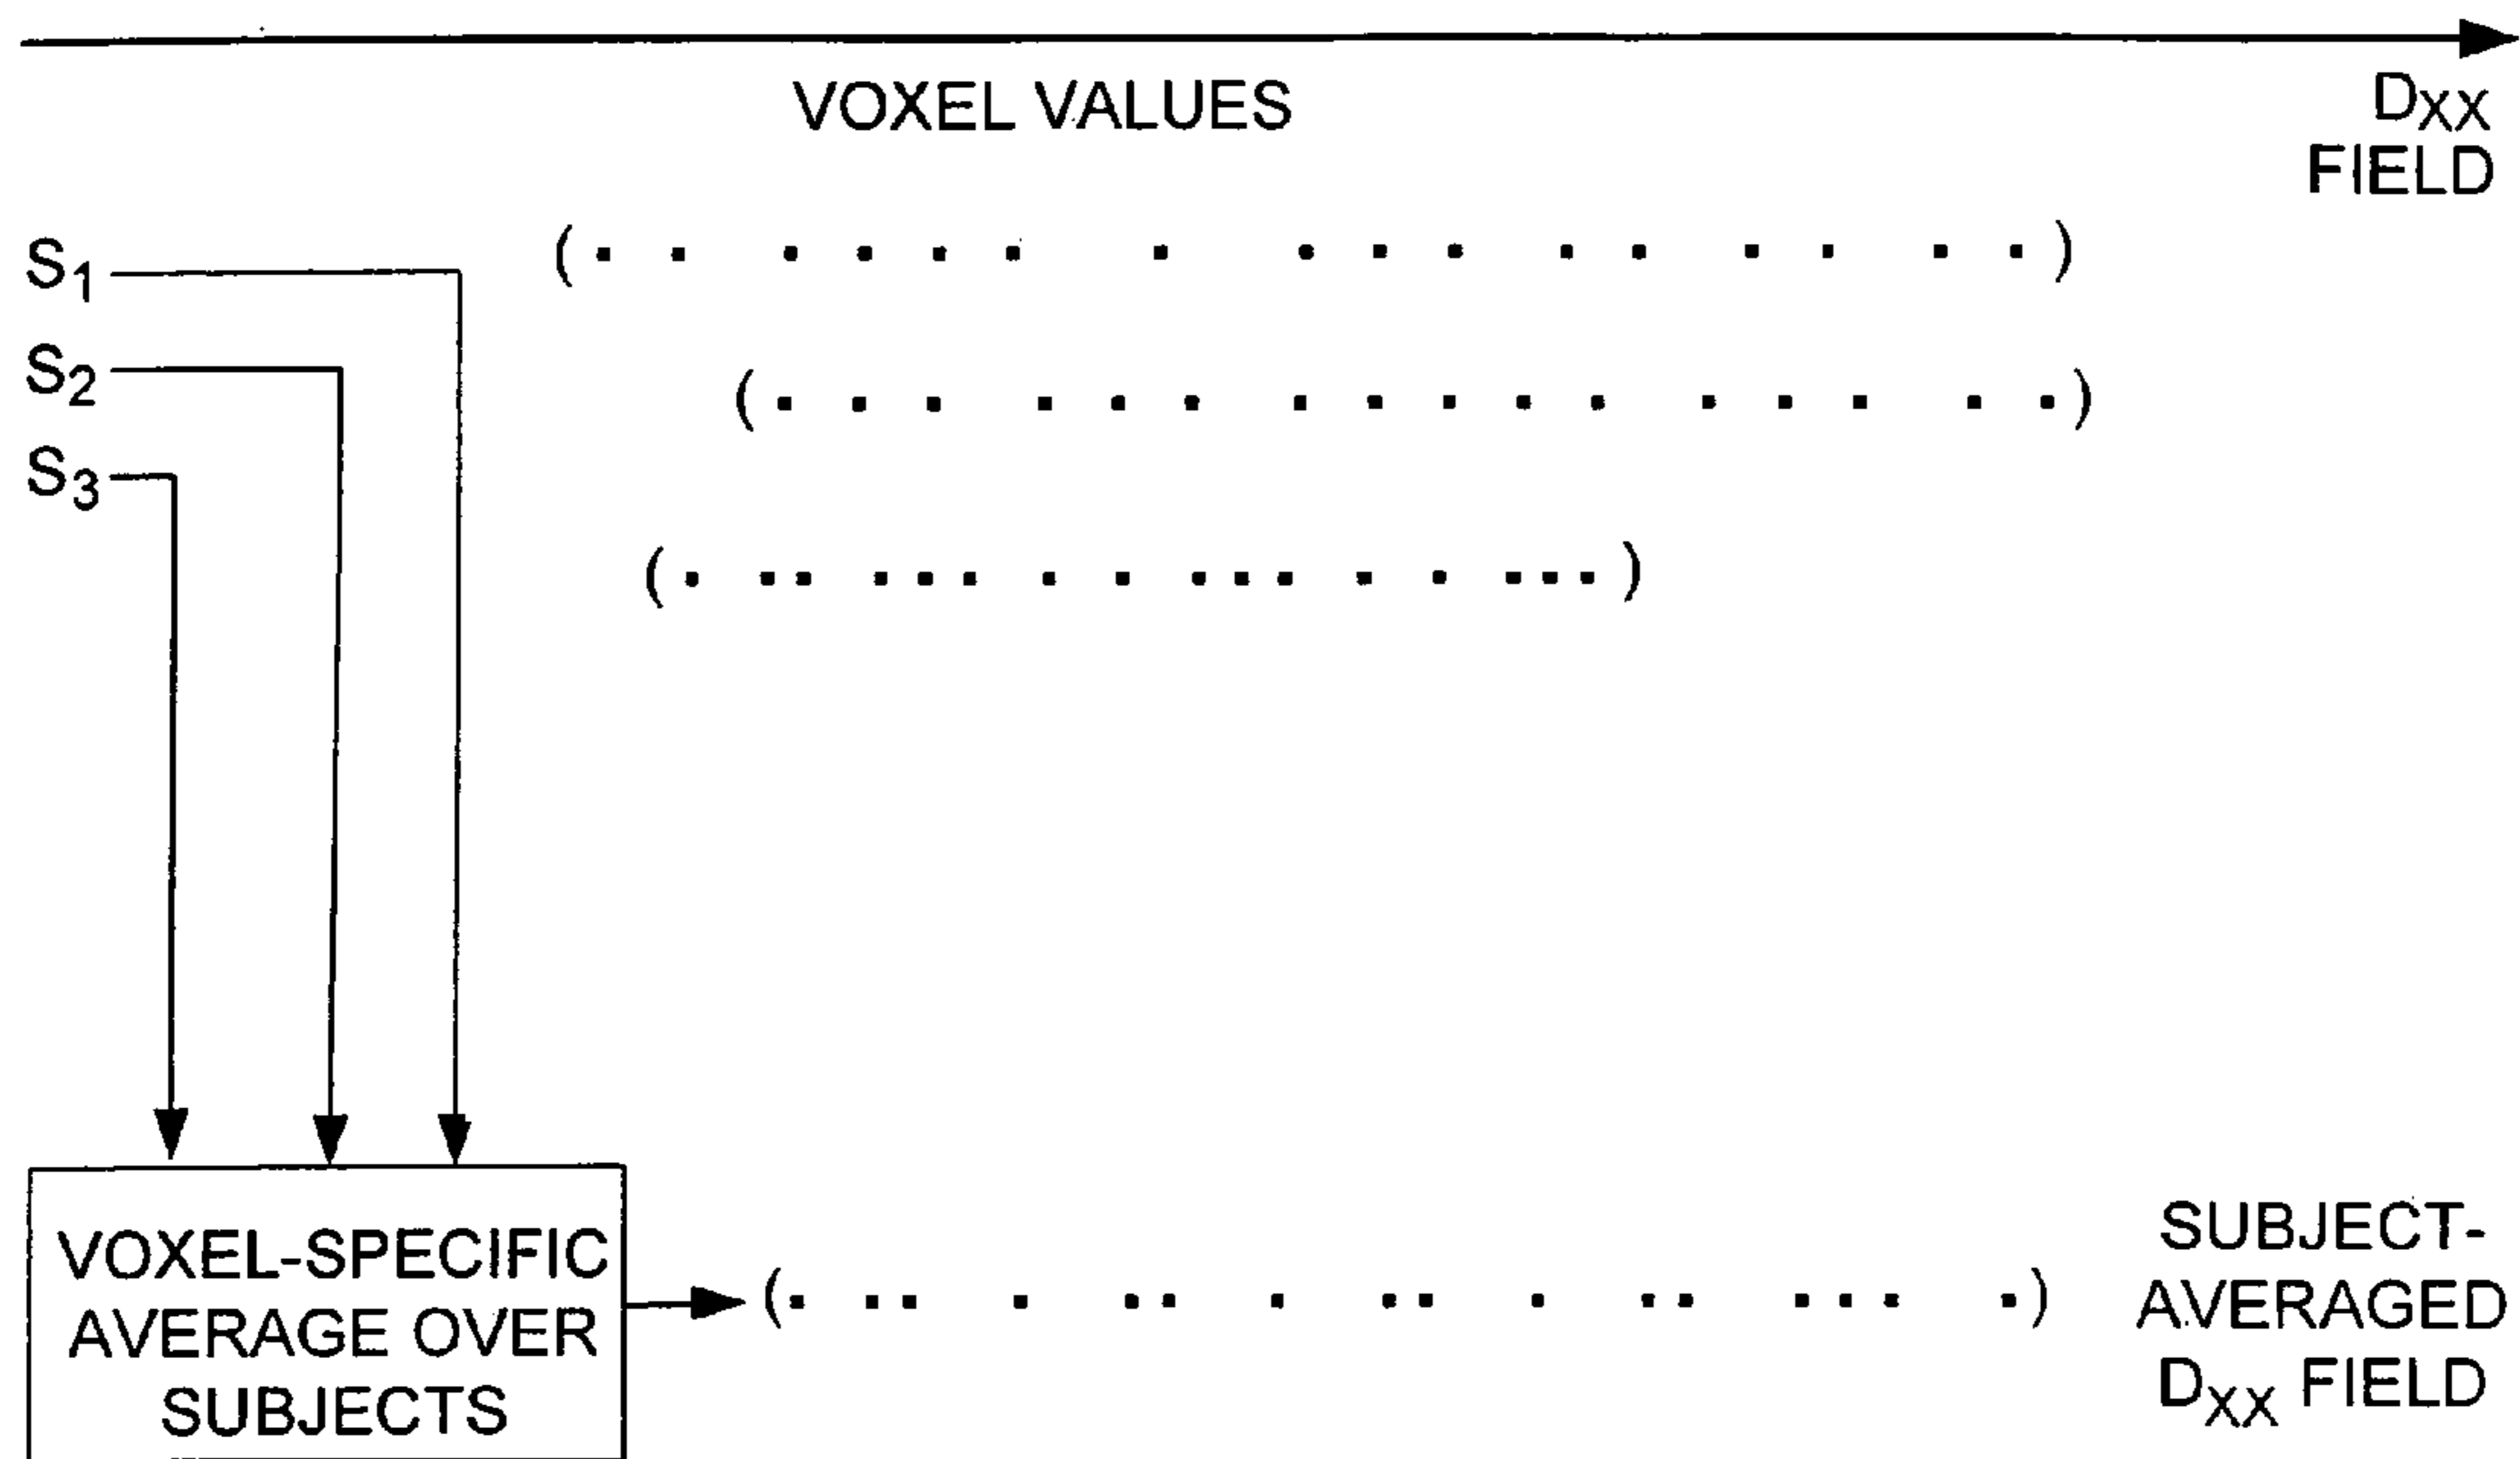 VOXEL VALUES
DXX
FIELD
S1
S2
S3
VOXEL-SPECIFIC
AVERAGE OVER
SUBJECTS
SUBJECT-
AVERAGED
DXX FIELD